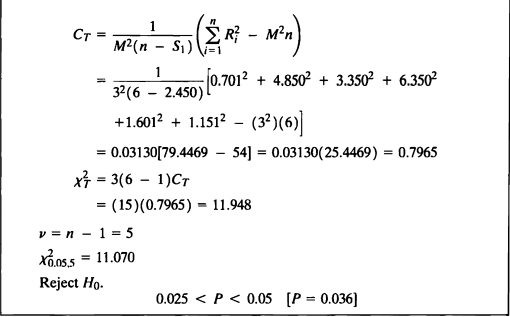 C_T = \frac{1}{M^2(n - S_1)} \left( \sum_{i=1}^{n} R_i^2 - M^2n \right)
= \frac{1}{3^2(6 - 2.450)} [0.701^2 + 4.850^2 + 3.350^2 + 6.350^2
+1.601^2 + 1.151^2 - (3^2)(6)]
= 0.03130[79.4469 - 54] = 0.03130(25.4469) = 0.7965
χ_T^2 = 3(6 - 1)C_T
= (15)(0.7965) = 11.948
ν = n - 1 = 5
χ_{0.05,5}^2 = 11.070
Reject H_0.
0.025 < P < 0.05 [P = 0.036]